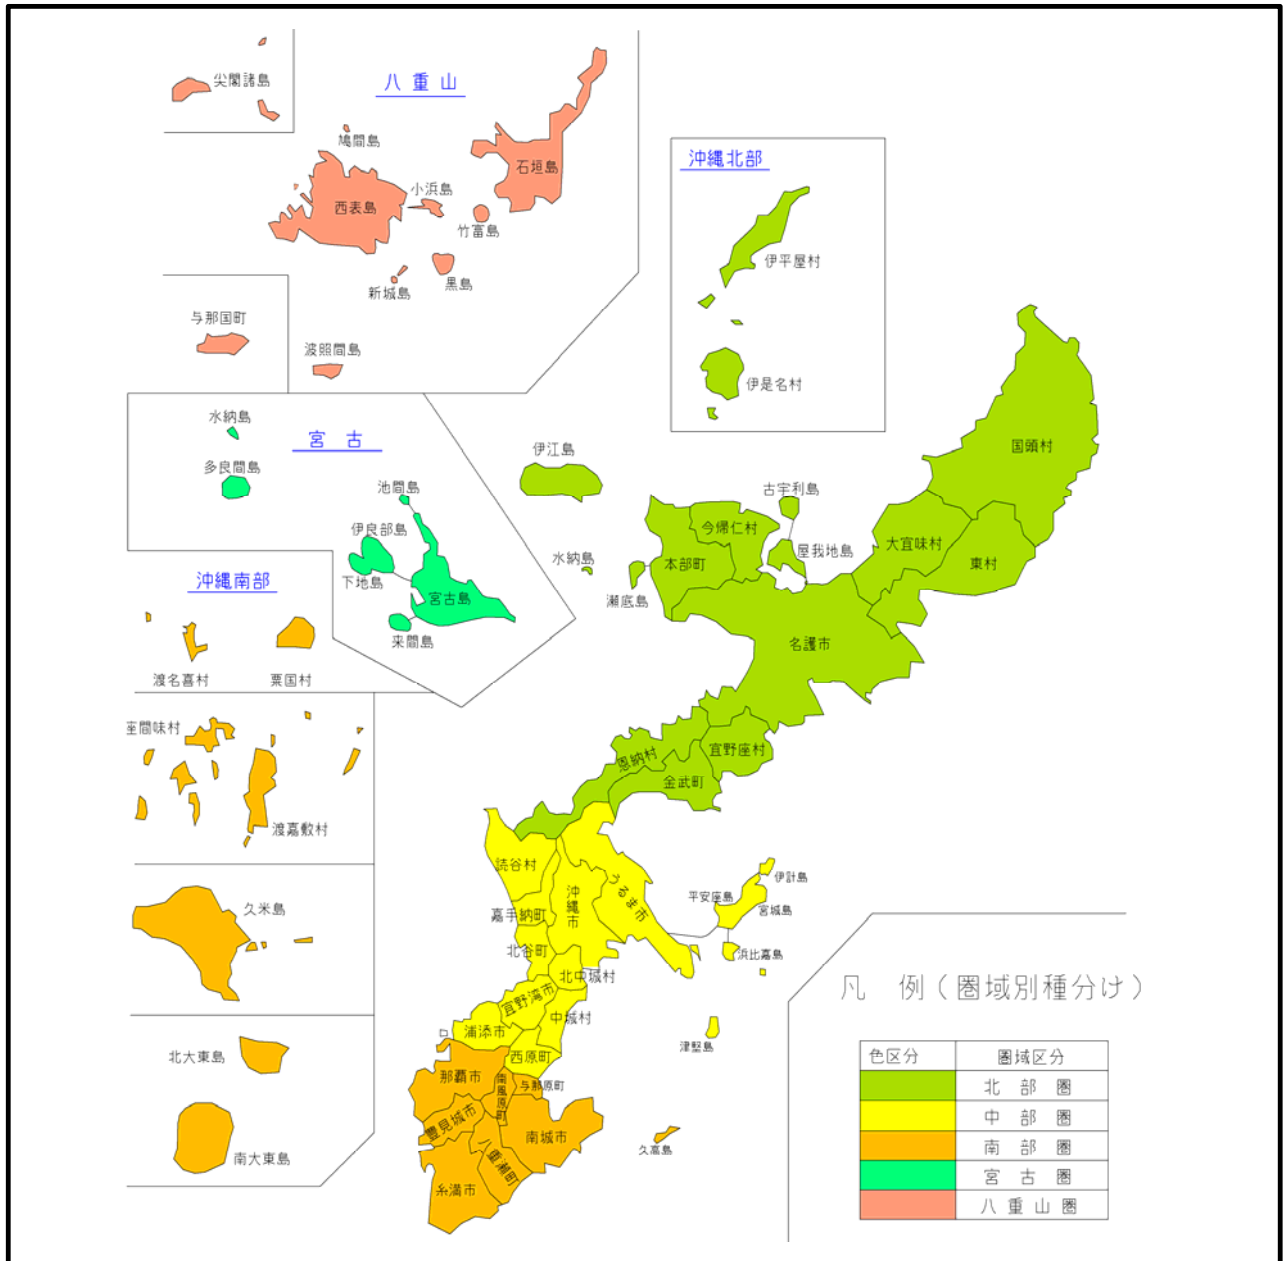 尖閣諸島
八重山
鳩間島
石垣島
小浜島
西表島
竹富島
黒島
新城島
与那国町
波照間島
沖縄北部
伊平屋村
伊是名村
水納島
宮古
多良間島
池間島
伊良部島
下地島
宮古島
来間島
伊江島
古宇利島
国頭村
今帰仁村
屋我地島
大宜味村
東村
本部町
水納島
瀬底島
名護市
沖縄南部
渡名喜村
粟国村
座間味村
渡嘉敷村
恩納村
宜野座村
金武町
久米島
読谷村
沖縄市
うるま市
嘉手納町
北谷町
北中城村
平安座島
伊計島
宮城島
浜比嘉島
宜野湾市
中城村
浦添市
西原町
津堅島
北大東島
南大東島
那覇市
南風原町
与那原町
豊見城市
南城市
八重瀬町
糸満市
久高島
凡 例(圏域別種分け)
色区分 圏域区分
北部圏
中部圏
南部圏
宮古圏
八重山圏